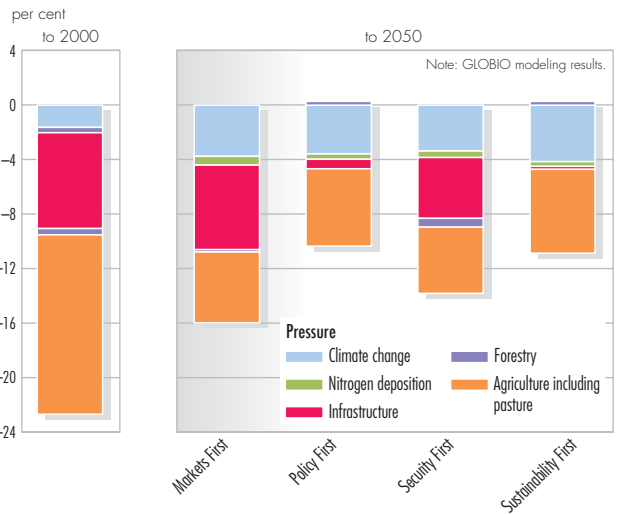 per cent
to 2000
to 2050
Note: GLOBIO modeling results.
4
0
–4
–8
–12
–16
–20
–24
Pressure
Climate change
Nitrogen deposition
Infrastructure
Forestry
Agriculture including
pasture
Markets First
Policy First
Security First
Sustainability First